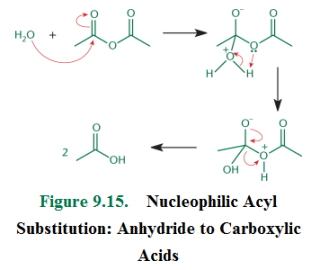 H₂O + O O O
O⁻ O O⁺ H H
O⁻ O OH O⁺ H
2 O OH
Figure 9.15. Nucleophilic Acyl
Substitution: Anhydride to Carboxylic
Acids